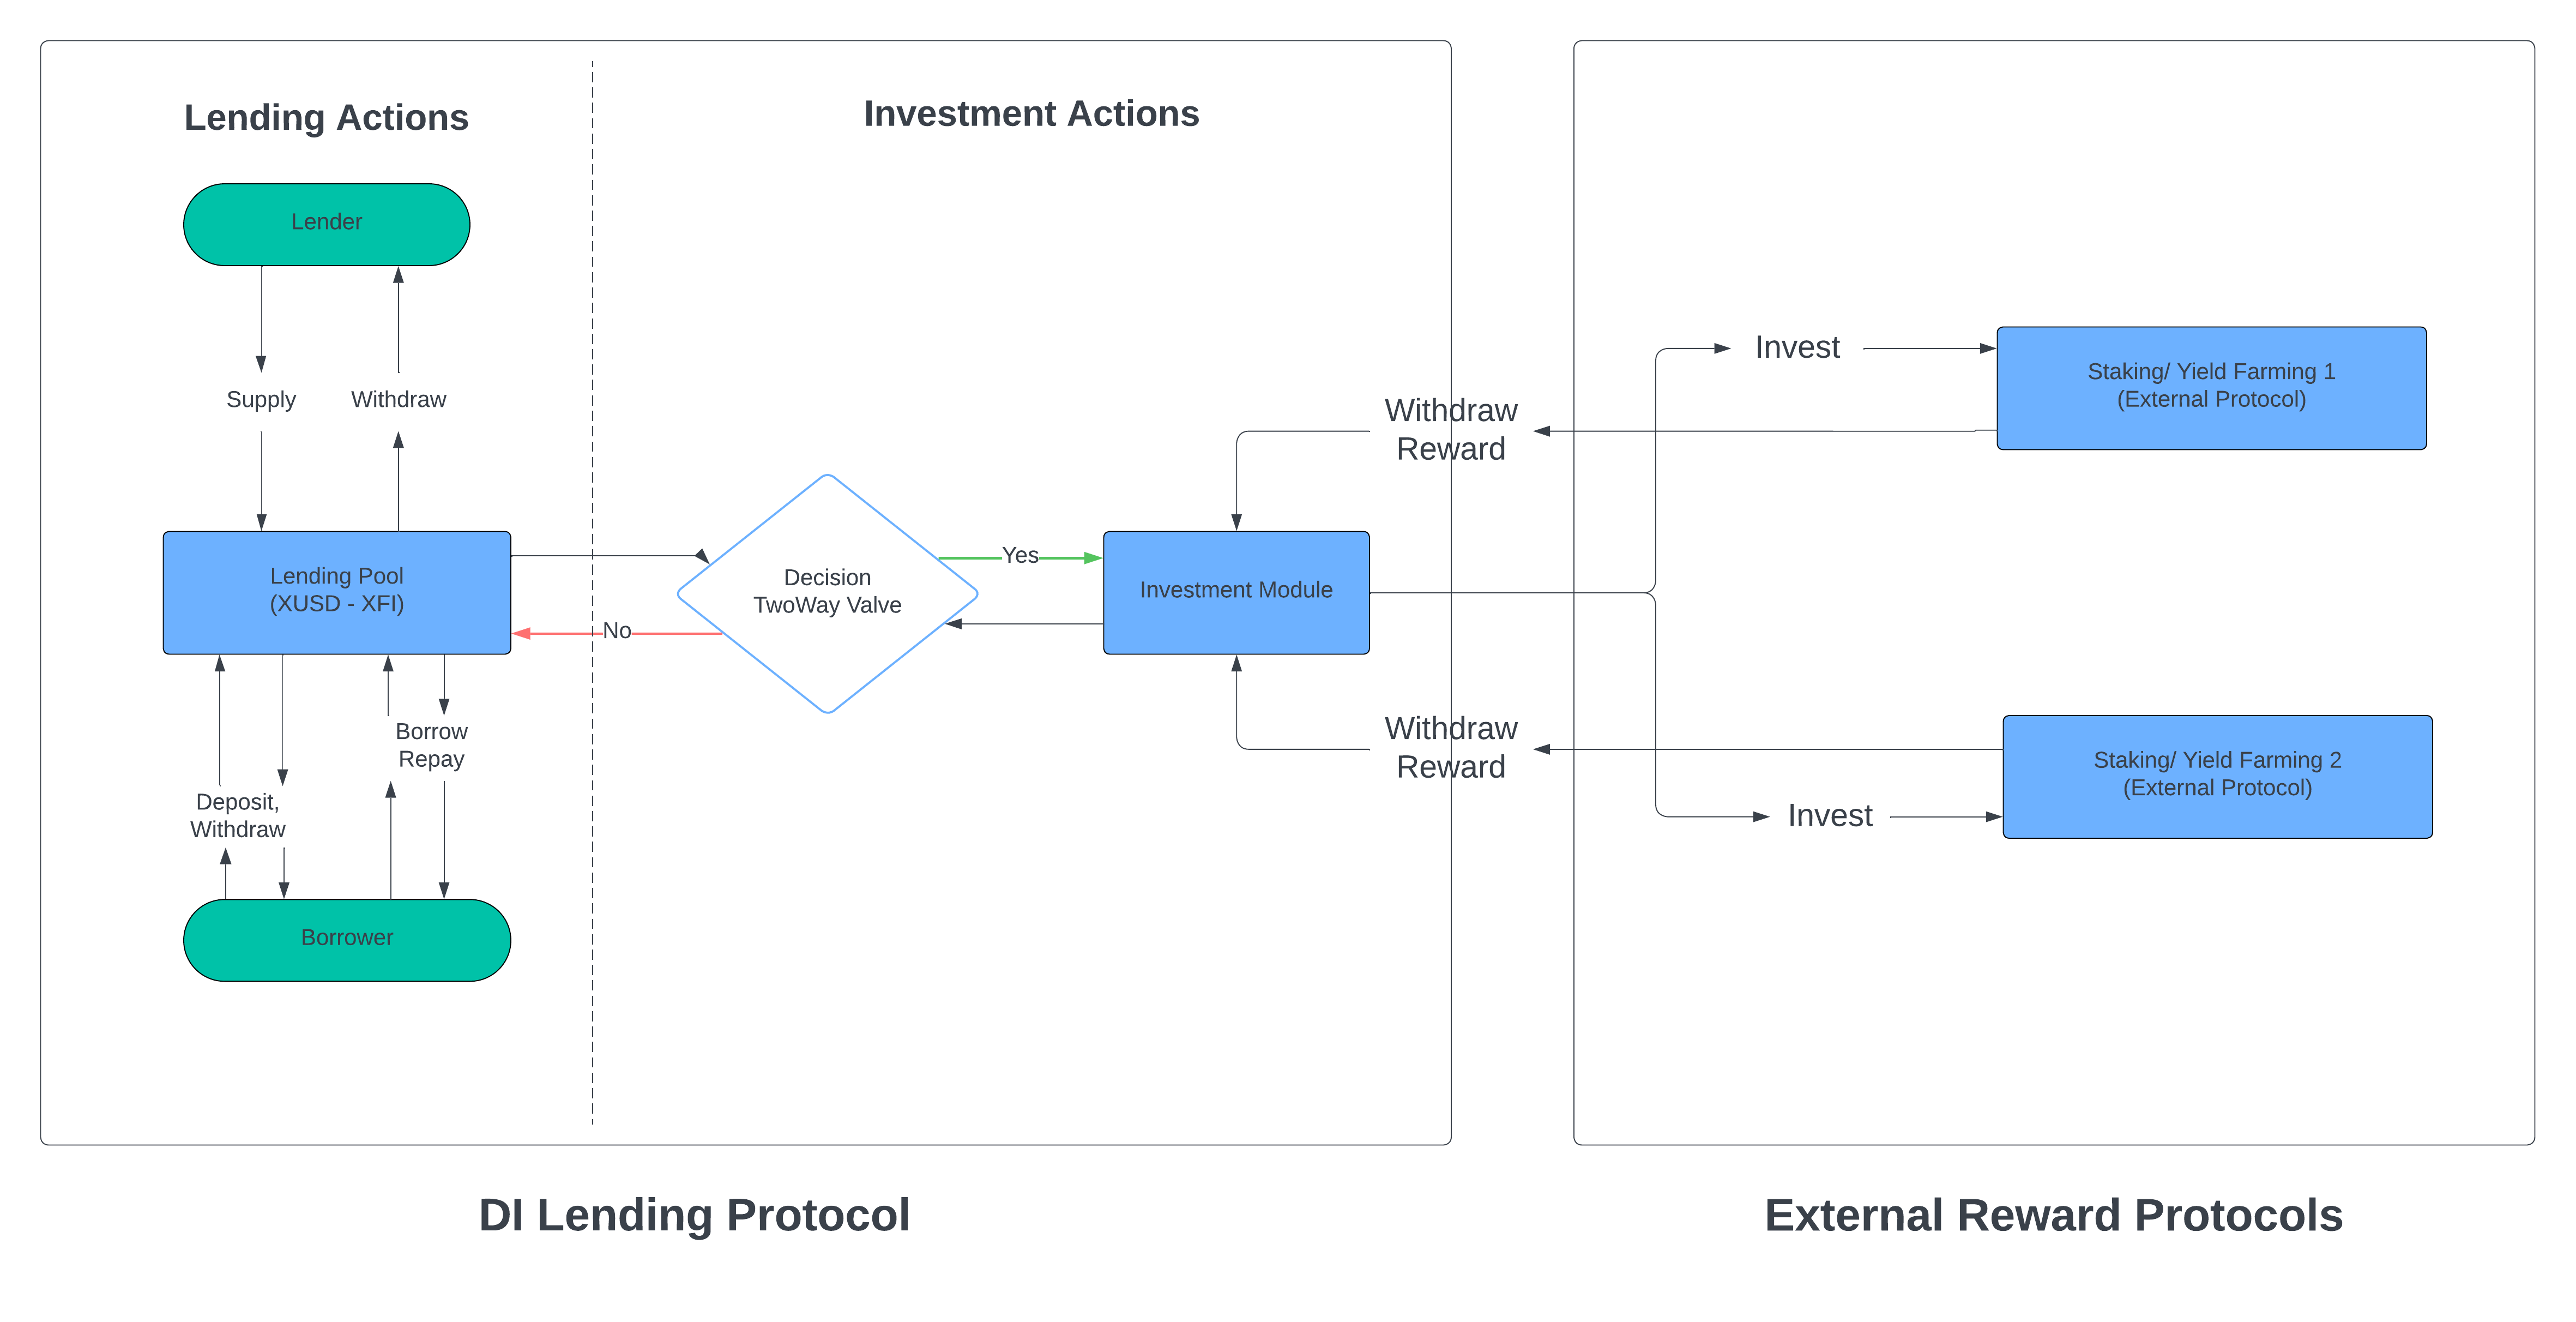 Lending Actions
Investment Actions
Lender
Supply
Withdraw
Lending Pool
(XUSD - XFI)
Borrow
Repay
Deposit,
Withdraw
Borrower
No
Decision
TwoWay Valve
Yes
Investment Module
Withdraw
Reward
Withdraw
Reward
Invest
Staking/ Yield Farming 1
(External Protocol)
Invest
Staking/ Yield Farming 2
(External Protocol)
DI Lending Protocol
External Reward Protocols